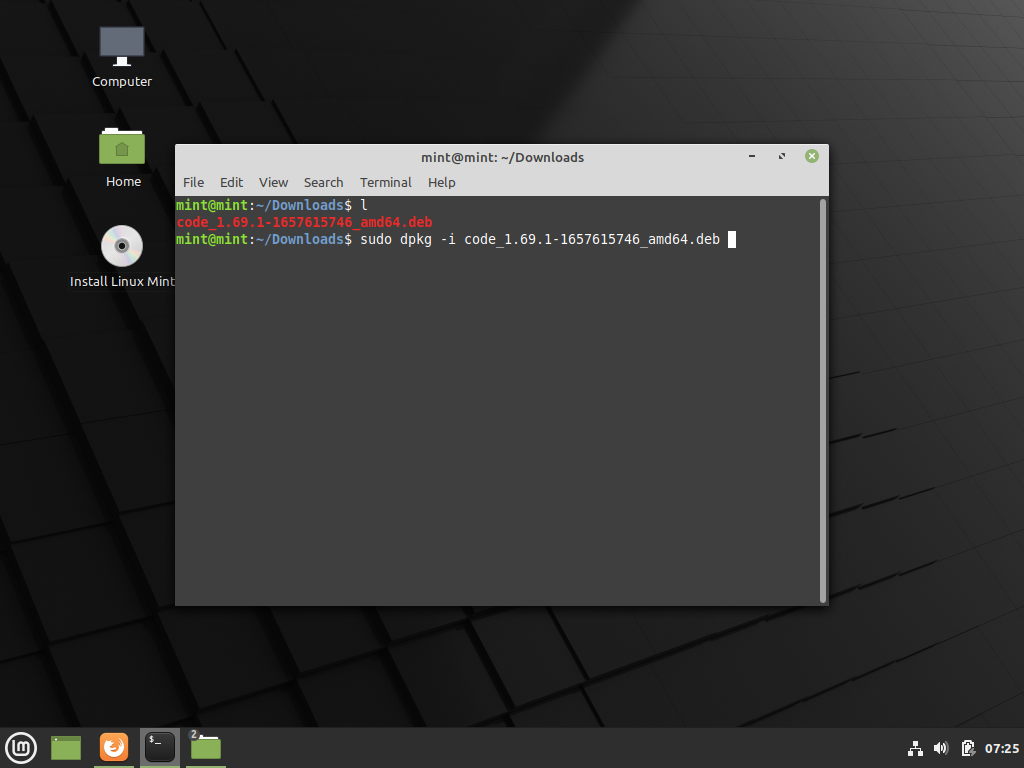 Computer
Home
Install Linux Mint
mint@mint: ~/Downloads
File Edit View Search Terminal Help
mint@mint:~/Downloads$ l
code_1.69.1-1657615746_amd64.deb
mint@mint:~/Downloads$ sudo dpkg -i code_1.69.1-1657615746_amd64.deb
$_
2
07:25